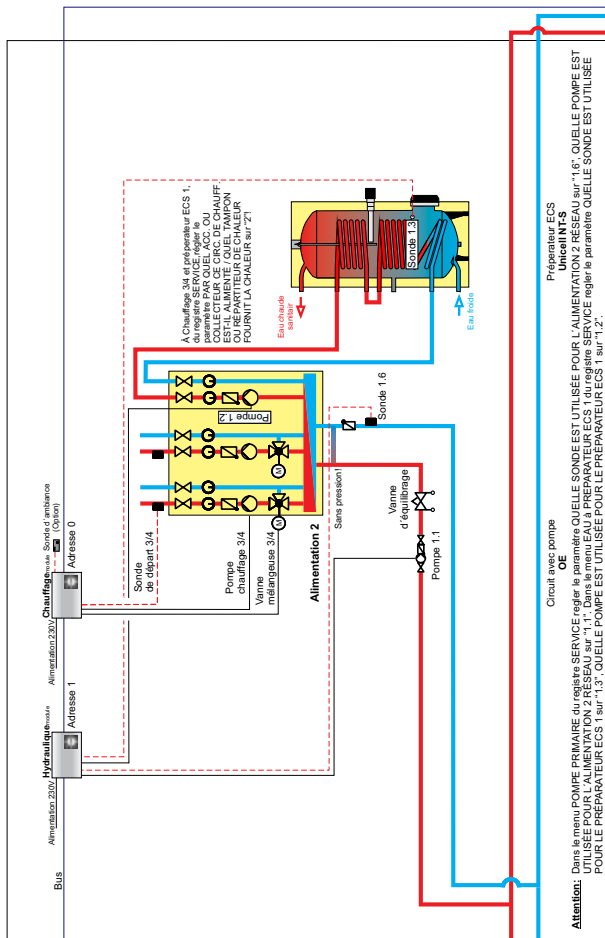 Bus
Alimentation 230V
Hydraulique module
Adresse 1
Alimentation 230V
Chauffage module
Adresse 0
Sonde d'ambiance
(Option)
Sonde
de départ 3/4
Pompe
chauffage 3/4
Vanne
mélangeuse 3/4
M
M
Pompe 1.2
Alimentation 2
Sans pression!
Sonde 1.6
Vanne
d'équilibrage
Pompe 1.1
À Chauffage 3/4 et préperateur ECS 1,
du registre SERVICE, régler le
paramètre PAR QUEL ACC. OU
COLLECTEUR CE CIRC. DE CHAUFF.
EST-IL ALIMENTÉ / QUEL TAMPON
OU RÉPARTITEUR DE CHALEUR
FOURNIT LA CHALEUR sur "2"!
Eau chaude
sanitair
Eau froide
Sonde 1.3
Circuit avec pompe
OE
Préperateur ECS
Unicell NT-S
Attention: Dans le menu POMPE PRIMAIRE du registre SERVICE regler le paramètre QUELLE SONDE EST UTILISÉE POUR L'ALIMENTATION 2 RÉSEAU sur "1.6", QUELLE POMPE EST
UTILISÉE POUR L'ALIMENTATION 2 RÉSEAU sur "1.1". Dans le menu EAU à PRÉPARATEUR ECS 1 du registre SERVICE regler le paramètre QUELLE SONDE EST UTILISÉE
POUR LE PRÉPARATEUR ECS 1 sur "1.3", QUELLE POMPE EST UTILISÉE POUR LE PRÉPARATEUR ECS 1 sur "1.2".